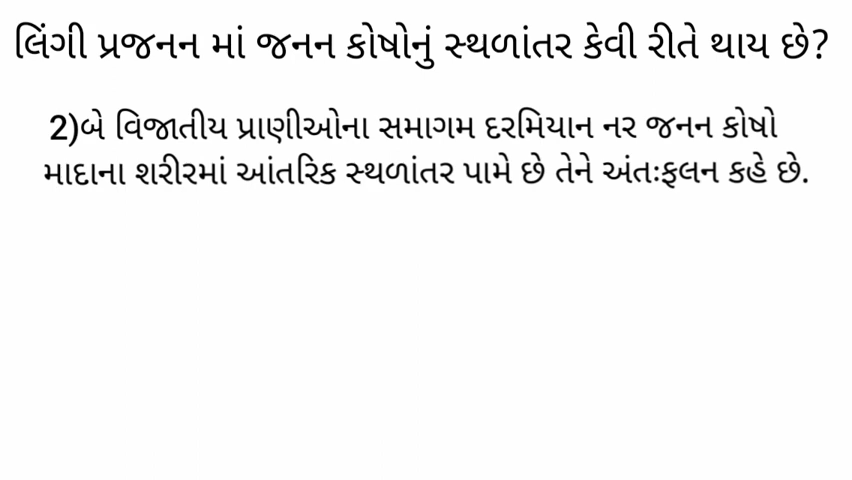 લિંગી પ્રજનન માં જનન કોષોનું સ્થળાંતર કેવી રીતે થાય છે?
2)બે વિજાતીય પ્રાણીઓના સમાગમ દરમિયાન નર જનન કોષો
માદાના શરીરમાં આંતરિક સ્થળાંતર પામે છે તેને અંતઃફલન કહે છે.